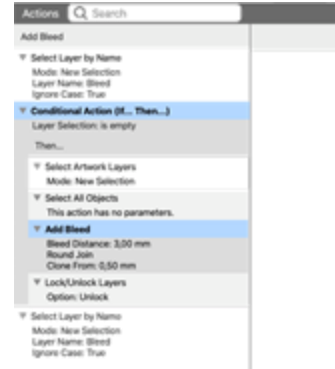 Actions Search
Add Bleed
Select Layer by Name
Mode: New Selection
Layer Name: Bleed
Ignore Case: True
Conditional Action (If... Then...)
Layer Selection: is empty
Then...
Select Artwork Layers
Mode: New Selection
Select All Objects
This action has no parameters.
Add Bleed
Bleed Distance: 3,00 mm
Round Join
Clone From: 0,50 mm
Lock/Unlock Layers
Option: Unlock
Select Layer by Name
Mode: New Selection
Layer Name: Bleed
Ignore Case: True